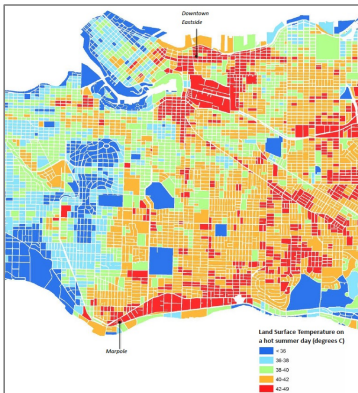 Downtown
Eastside
Marpole
Land Surface Temperature on
a hot summer day (degrees C)
< 36
36-38
38-40
40-42
42-49